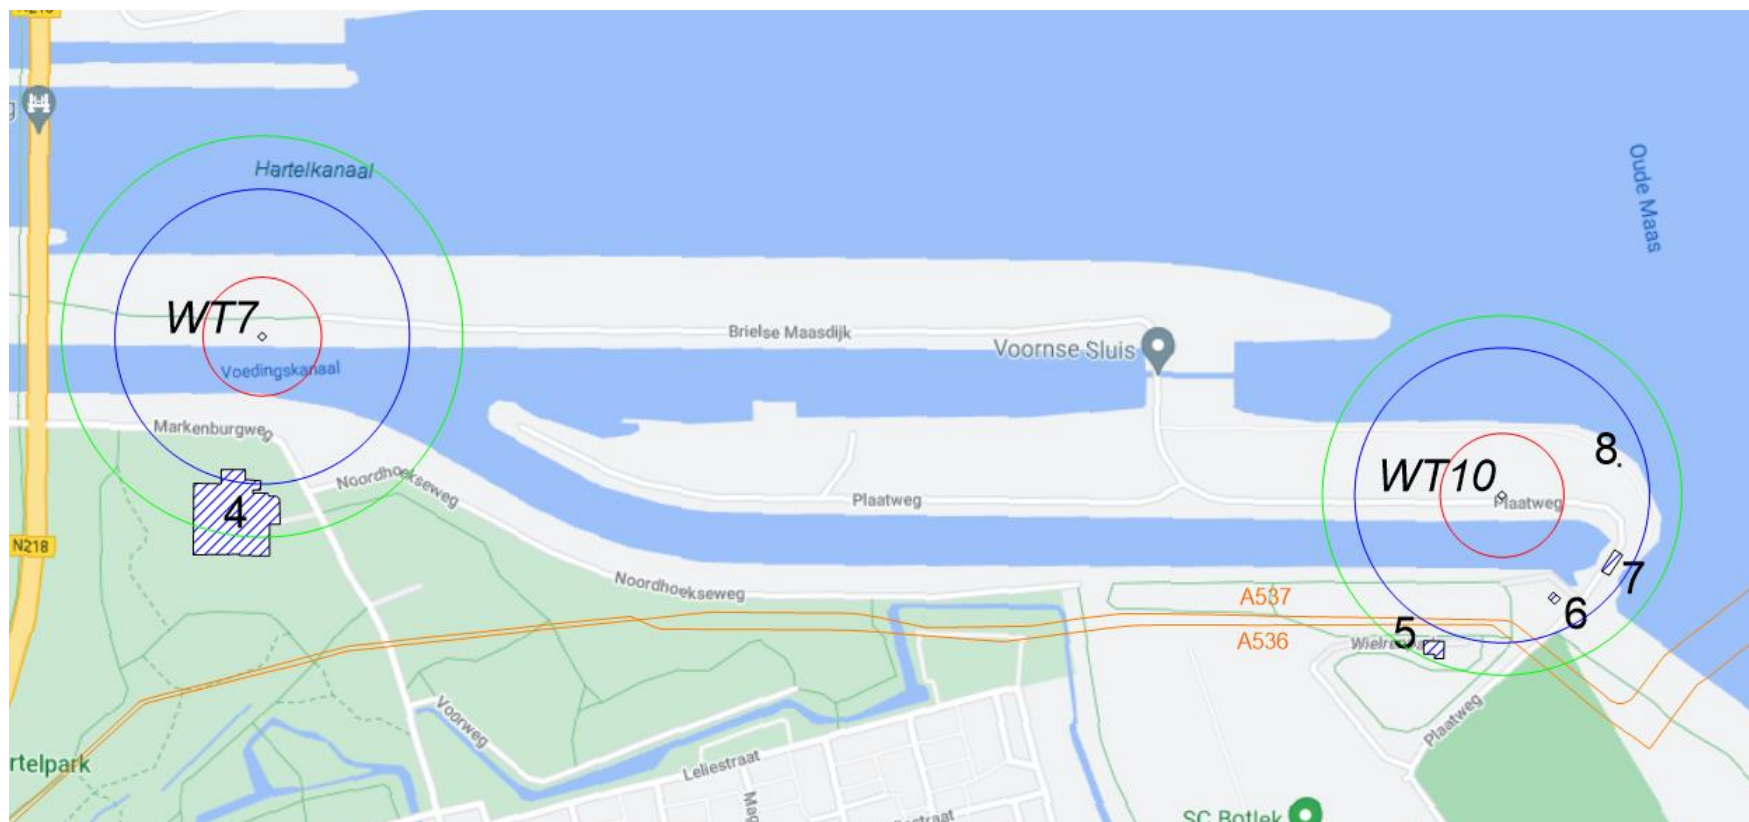 Hartelkanaal
Oude Maas
WT7
Brielse Maasdijk
Voornse Sluis
Voedingskanaal
Markenburgweg
Noordhoekseweg
8.
WT10
Plaatweg
Plaatweg
4
N218
7
Noordhoekseweg
A537
6
5
A536
Plaatweg
Voorweg
Leliestraat
SC Botlek